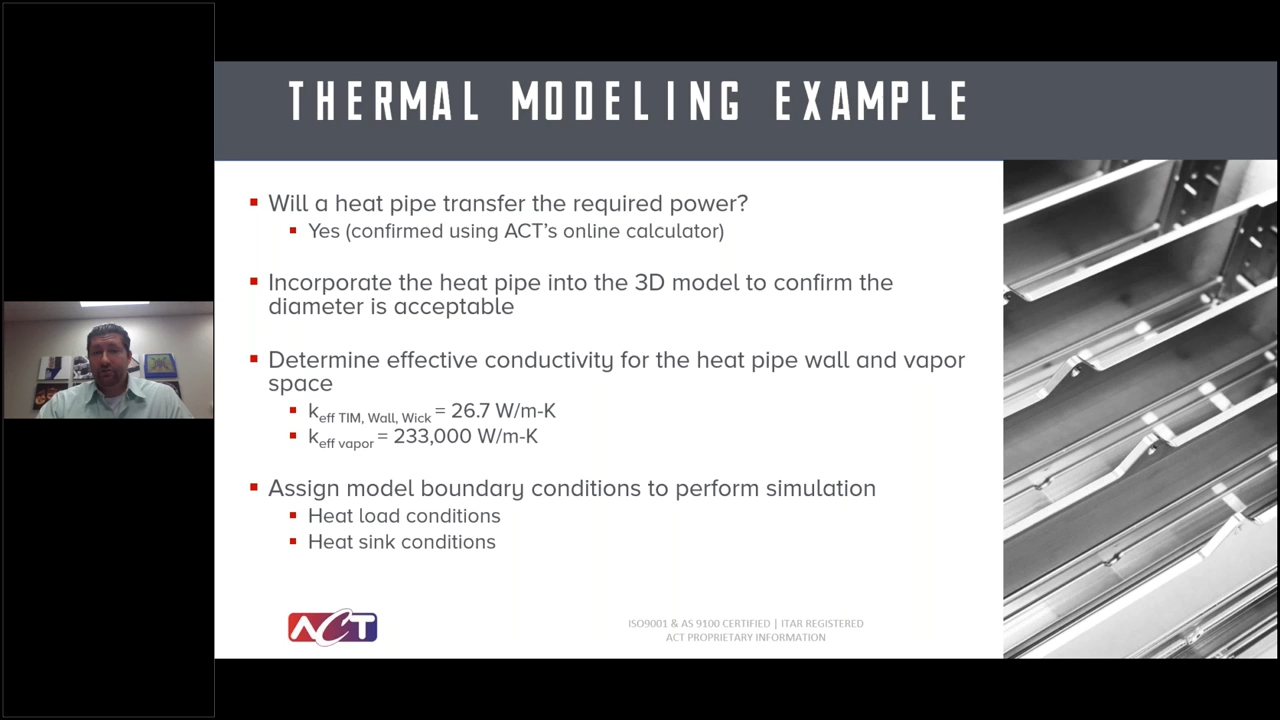 THERMAL MODELING EXAMPLE
Will a heat pipe transfer the required power?
Yes (confirmed using ACT's online calculator)
Incorporate the heat pipe into the 3D model to confirm the
diameter is acceptable
Determine effective conductivity for the heat pipe wall and vapor
space
keff TIM, Wall, Wick = 26.7 W/m-K
keff vapor = 233,000 W/m-K
Assign model boundary conditions to perform simulation
Heat load conditions
Heat sink conditions
ACT
ISO9001 & AS 9100 CERTIFIED | ITAR REGISTERED
ACT PROPRIETARY INFORMATION